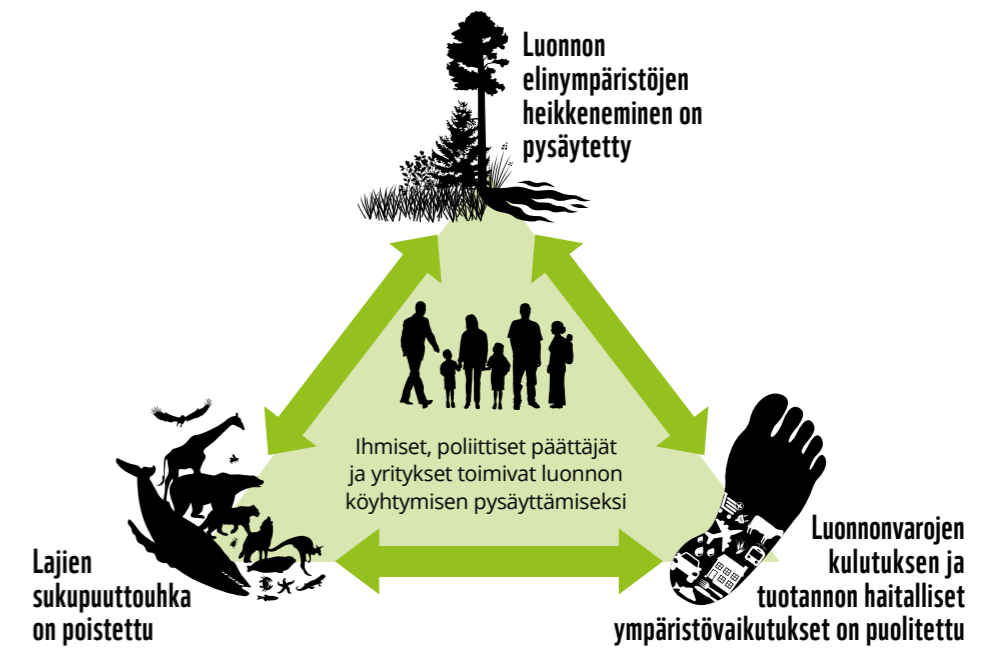 Luonnon
elinympäristöjen
heikkeneminen on
pysäytetty
Ihmiset, poliittiset päättäjät
ja yritykset toimivat luonnon
köyhtymisen pysäyttämiseksi
Lajien
sukupuuttouhka
on poistettu
Luonnonvarojen
kulutuksen ja
tuotannon haitalliset
ympäristövaikutukset on puolitettu